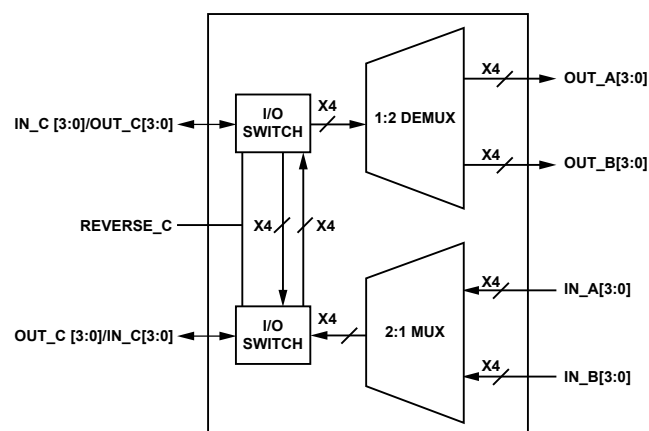 X4
OUT_A[3:0]
I/O
SWITCH
X4
1:2 DEMUX
IN_C [3:0]/OUT_C[3:0]
X4
OUT_B[3:0]
REVERSE_C
X4
X4
X4
IN_A[3:0]
I/O
SWITCH
X4
2:1 MUX
OUT_C [3:0]/IN_C[3:0]
X4
IN_B[3:0]